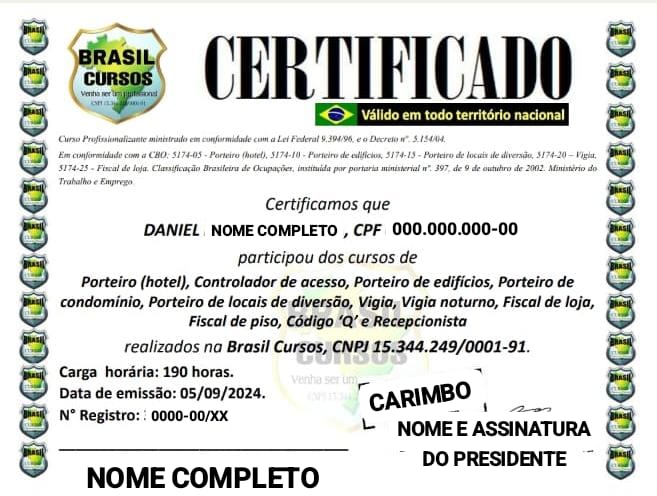 BRASIL
CURSOS
Venha ser um profissional
CNPJ 15.344.249/0001-91
CERTIFICADO
Válido em todo território nacional
Curso Profissionalizante ministrado em conformidade com a Lei Federal 9.394/96, e o Decreto nº. 5.154/04.
Em conformidade com a CBO: 5174-05 - Porteiro (hotel), 5174-10 - Porteiro de edifícios, 5174-15 - Porteiro de locais de diversão, 5174-20 – Vigia,
5174-25 - Fiscal de loja. Classificação Brasileira de Ocupações, instituída por portaria ministerial nº. 397, de 9 de outubro de 2002. Ministério do
Trabalho e Emprego.
Certificamos que
DANIEL NOME COMPLETO , CPF 000.000.000-00
participou dos cursos de
Porteiro (hotel), Controlador de acesso, Porteiro de edifícios, Porteiro de
condomínio, Porteiro de locais de diversão, Vigia, Vigia noturno, Fiscal de loja,
Fiscal de piso, Código ‘Q’ e Recepcionista
realizados na Brasil Cursos, CNPJ 15.344.249/0001-91.
Carga horária: 190 horas.
Data de emissão: 05/09/2024.
N° Registro: 0000-00/XX
CARIMBO
NOME E ASSINATURA
DO PRESIDENTE
NOME COMPLETO